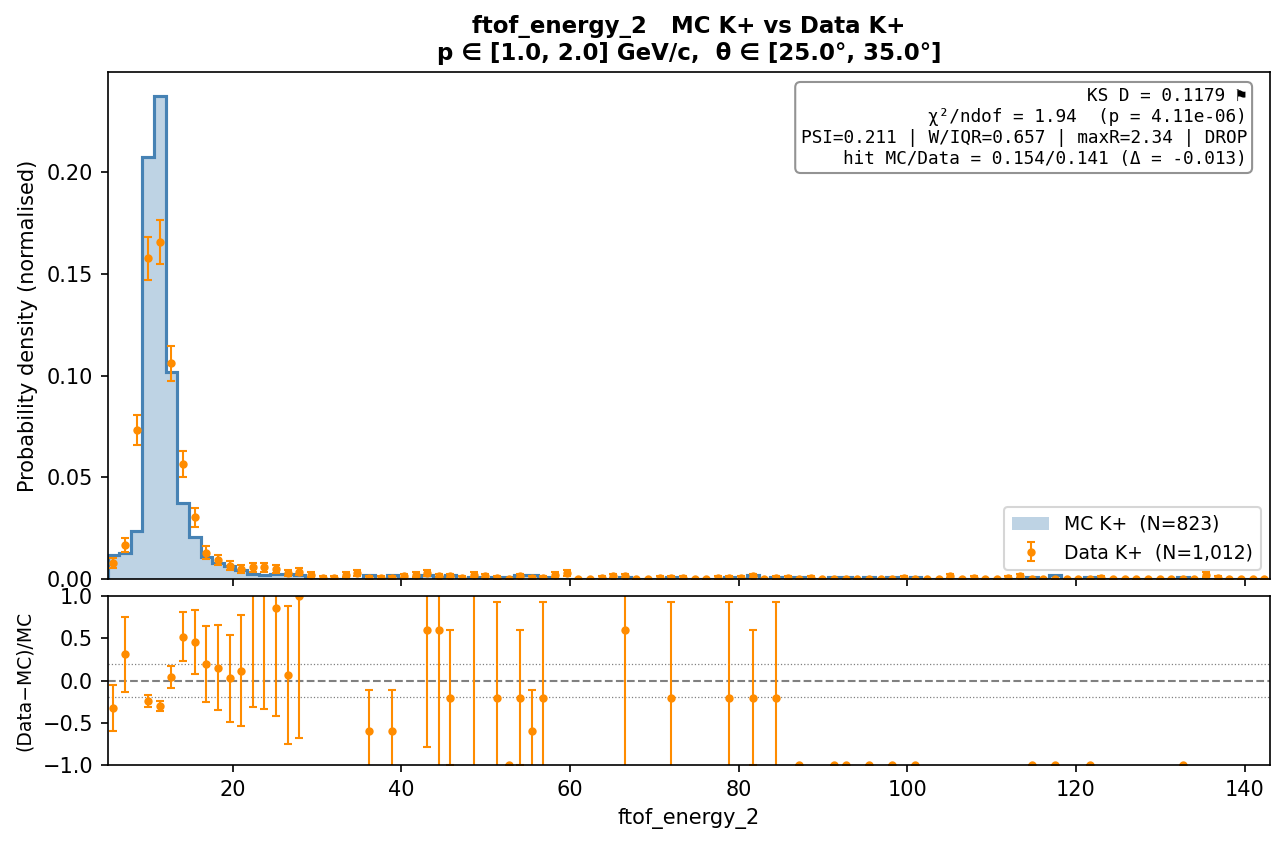 ftof_energy_2   MC K+ vs Data K+
p ∈ [1.0, 2.0] GeV/c,  θ ∈ [25.0°, 35.0°]
KS D = 0.1179 ⚑
χ²/ndof = 1.94  (p = 4.11e-06)
PSI=0.211 | W/IQR=0.657 | maxR=2.34 | DROP
hit MC/Data = 0.154/0.141 (Δ = -0.013)
Probability density (normalised)
0.20
0.15
0.10
0.05
0.00
MC K+  (N=823)
Data K+  (N=1,012)
(Data−MC)/MC
1.0
0.5
0.0
−0.5
−1.0
20 40 60 80 100 120 140
ftof_energy_2